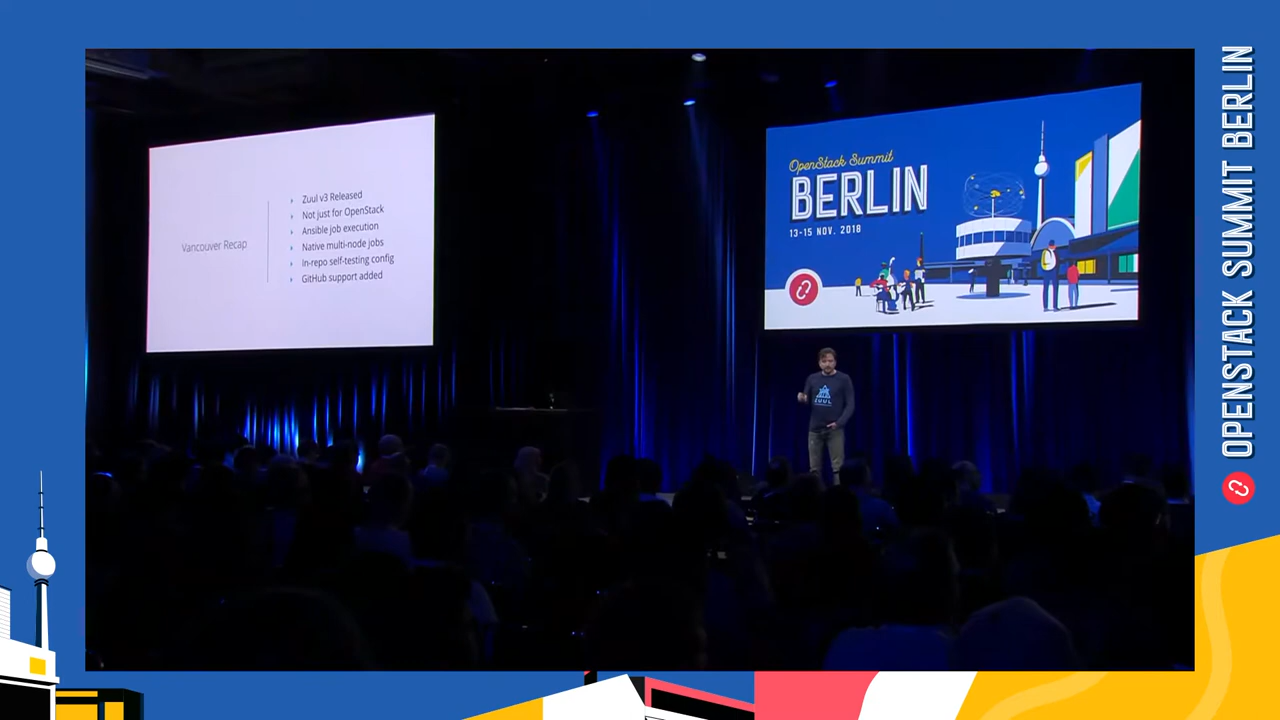 Vancouver Recap
Zuul v3 Released
Not just for OpenStack
Ansible job execution
Native multi-node jobs
In-repo self-testing config
GitHub support added
OpenStack Summit
BERLIN
13-15 NOV. 2018
ZUUL
OPENSTACK SUMMIT BERLIN